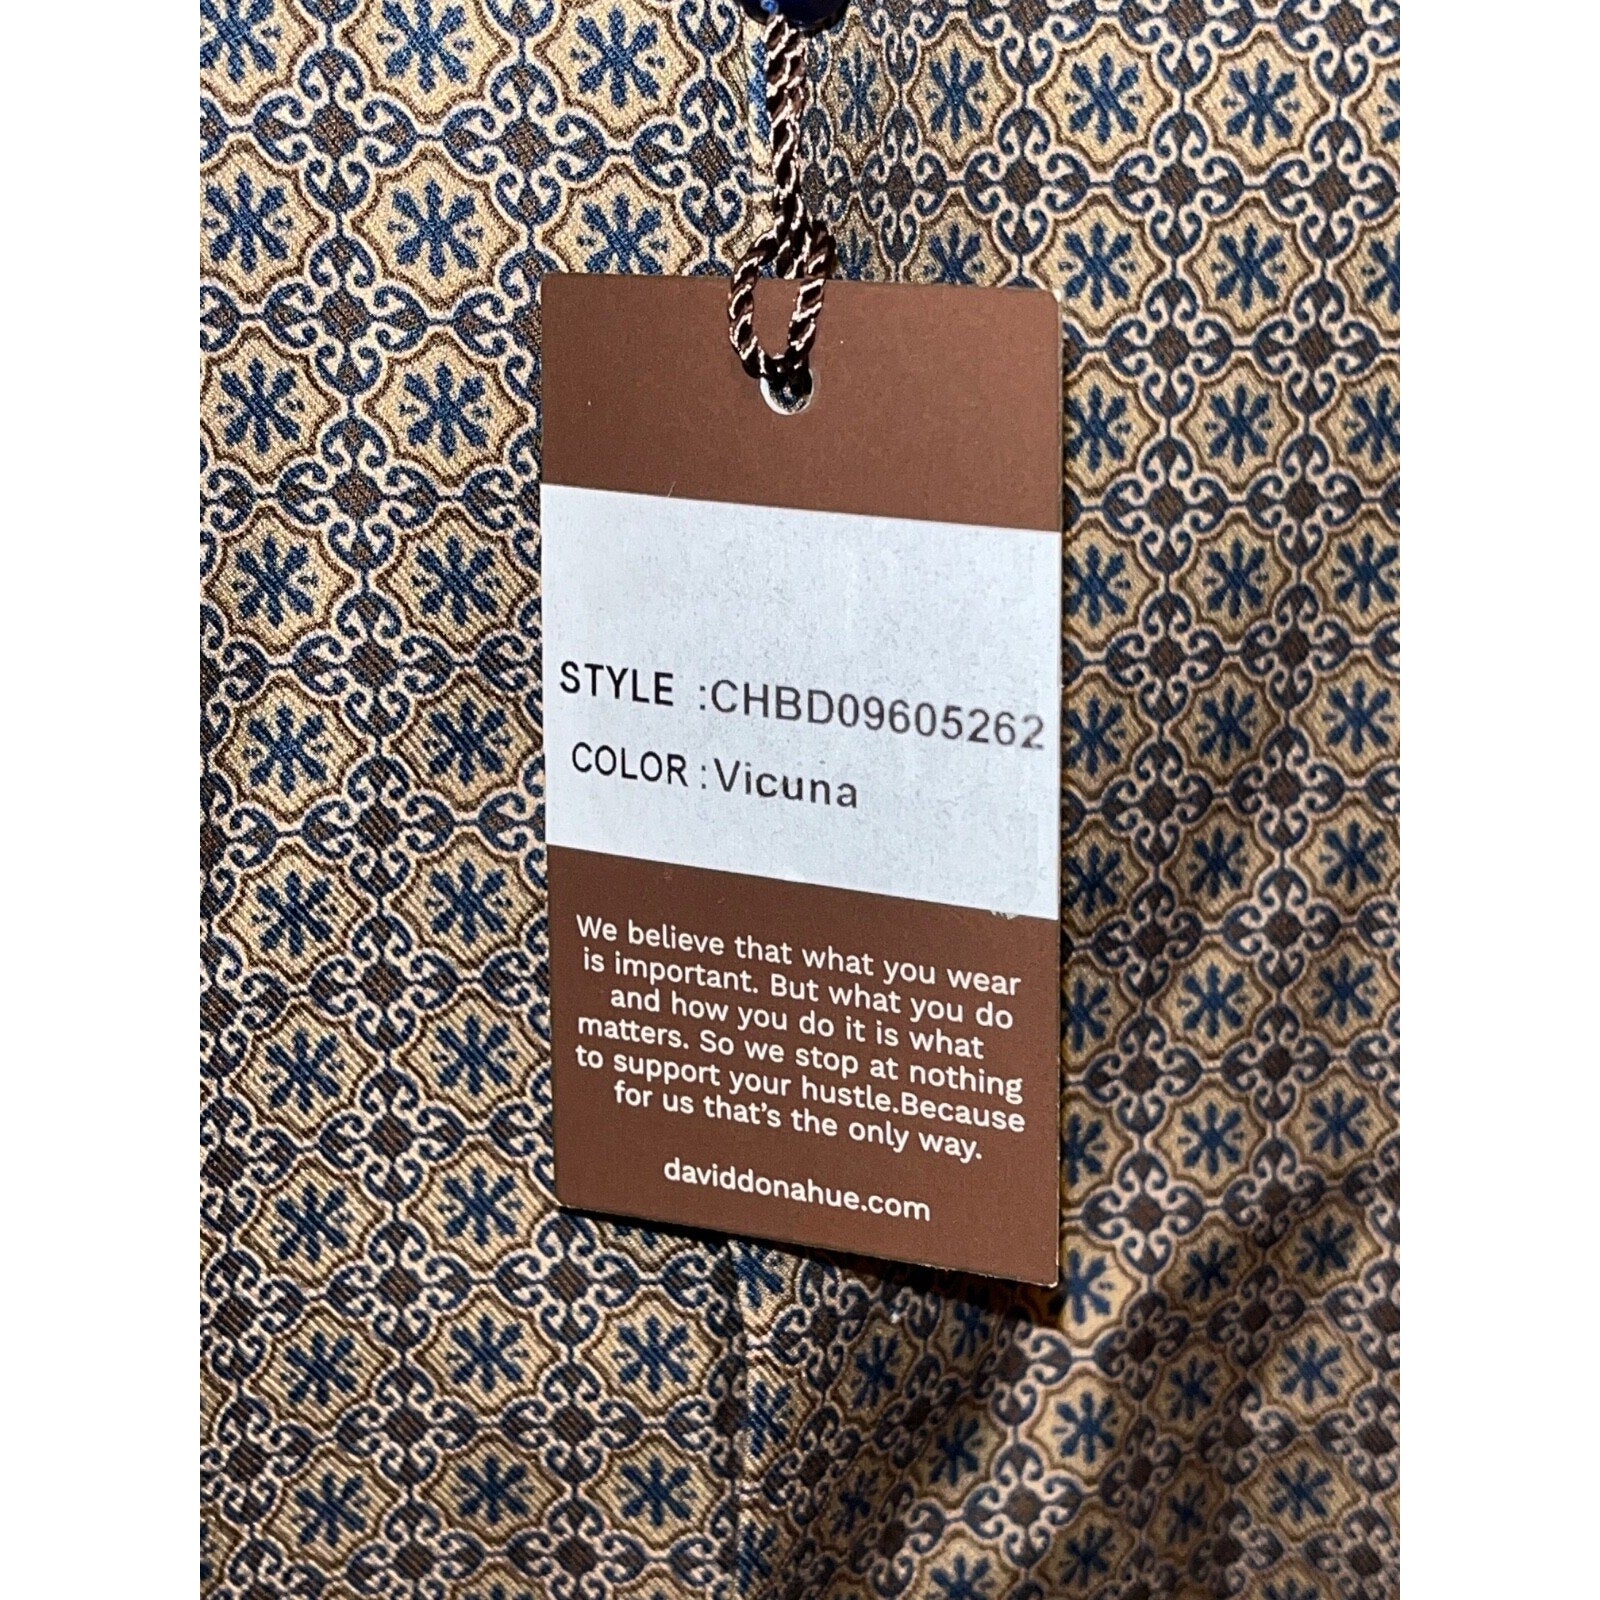 STYLE :CHBD09605262
COLOR :Vicuna
We believe that what you wear
is important. But what you do
and how you do it is what
matters. So we stop at nothing
to support your hustle.Because
for us that's the only way.
daviddonahue.com